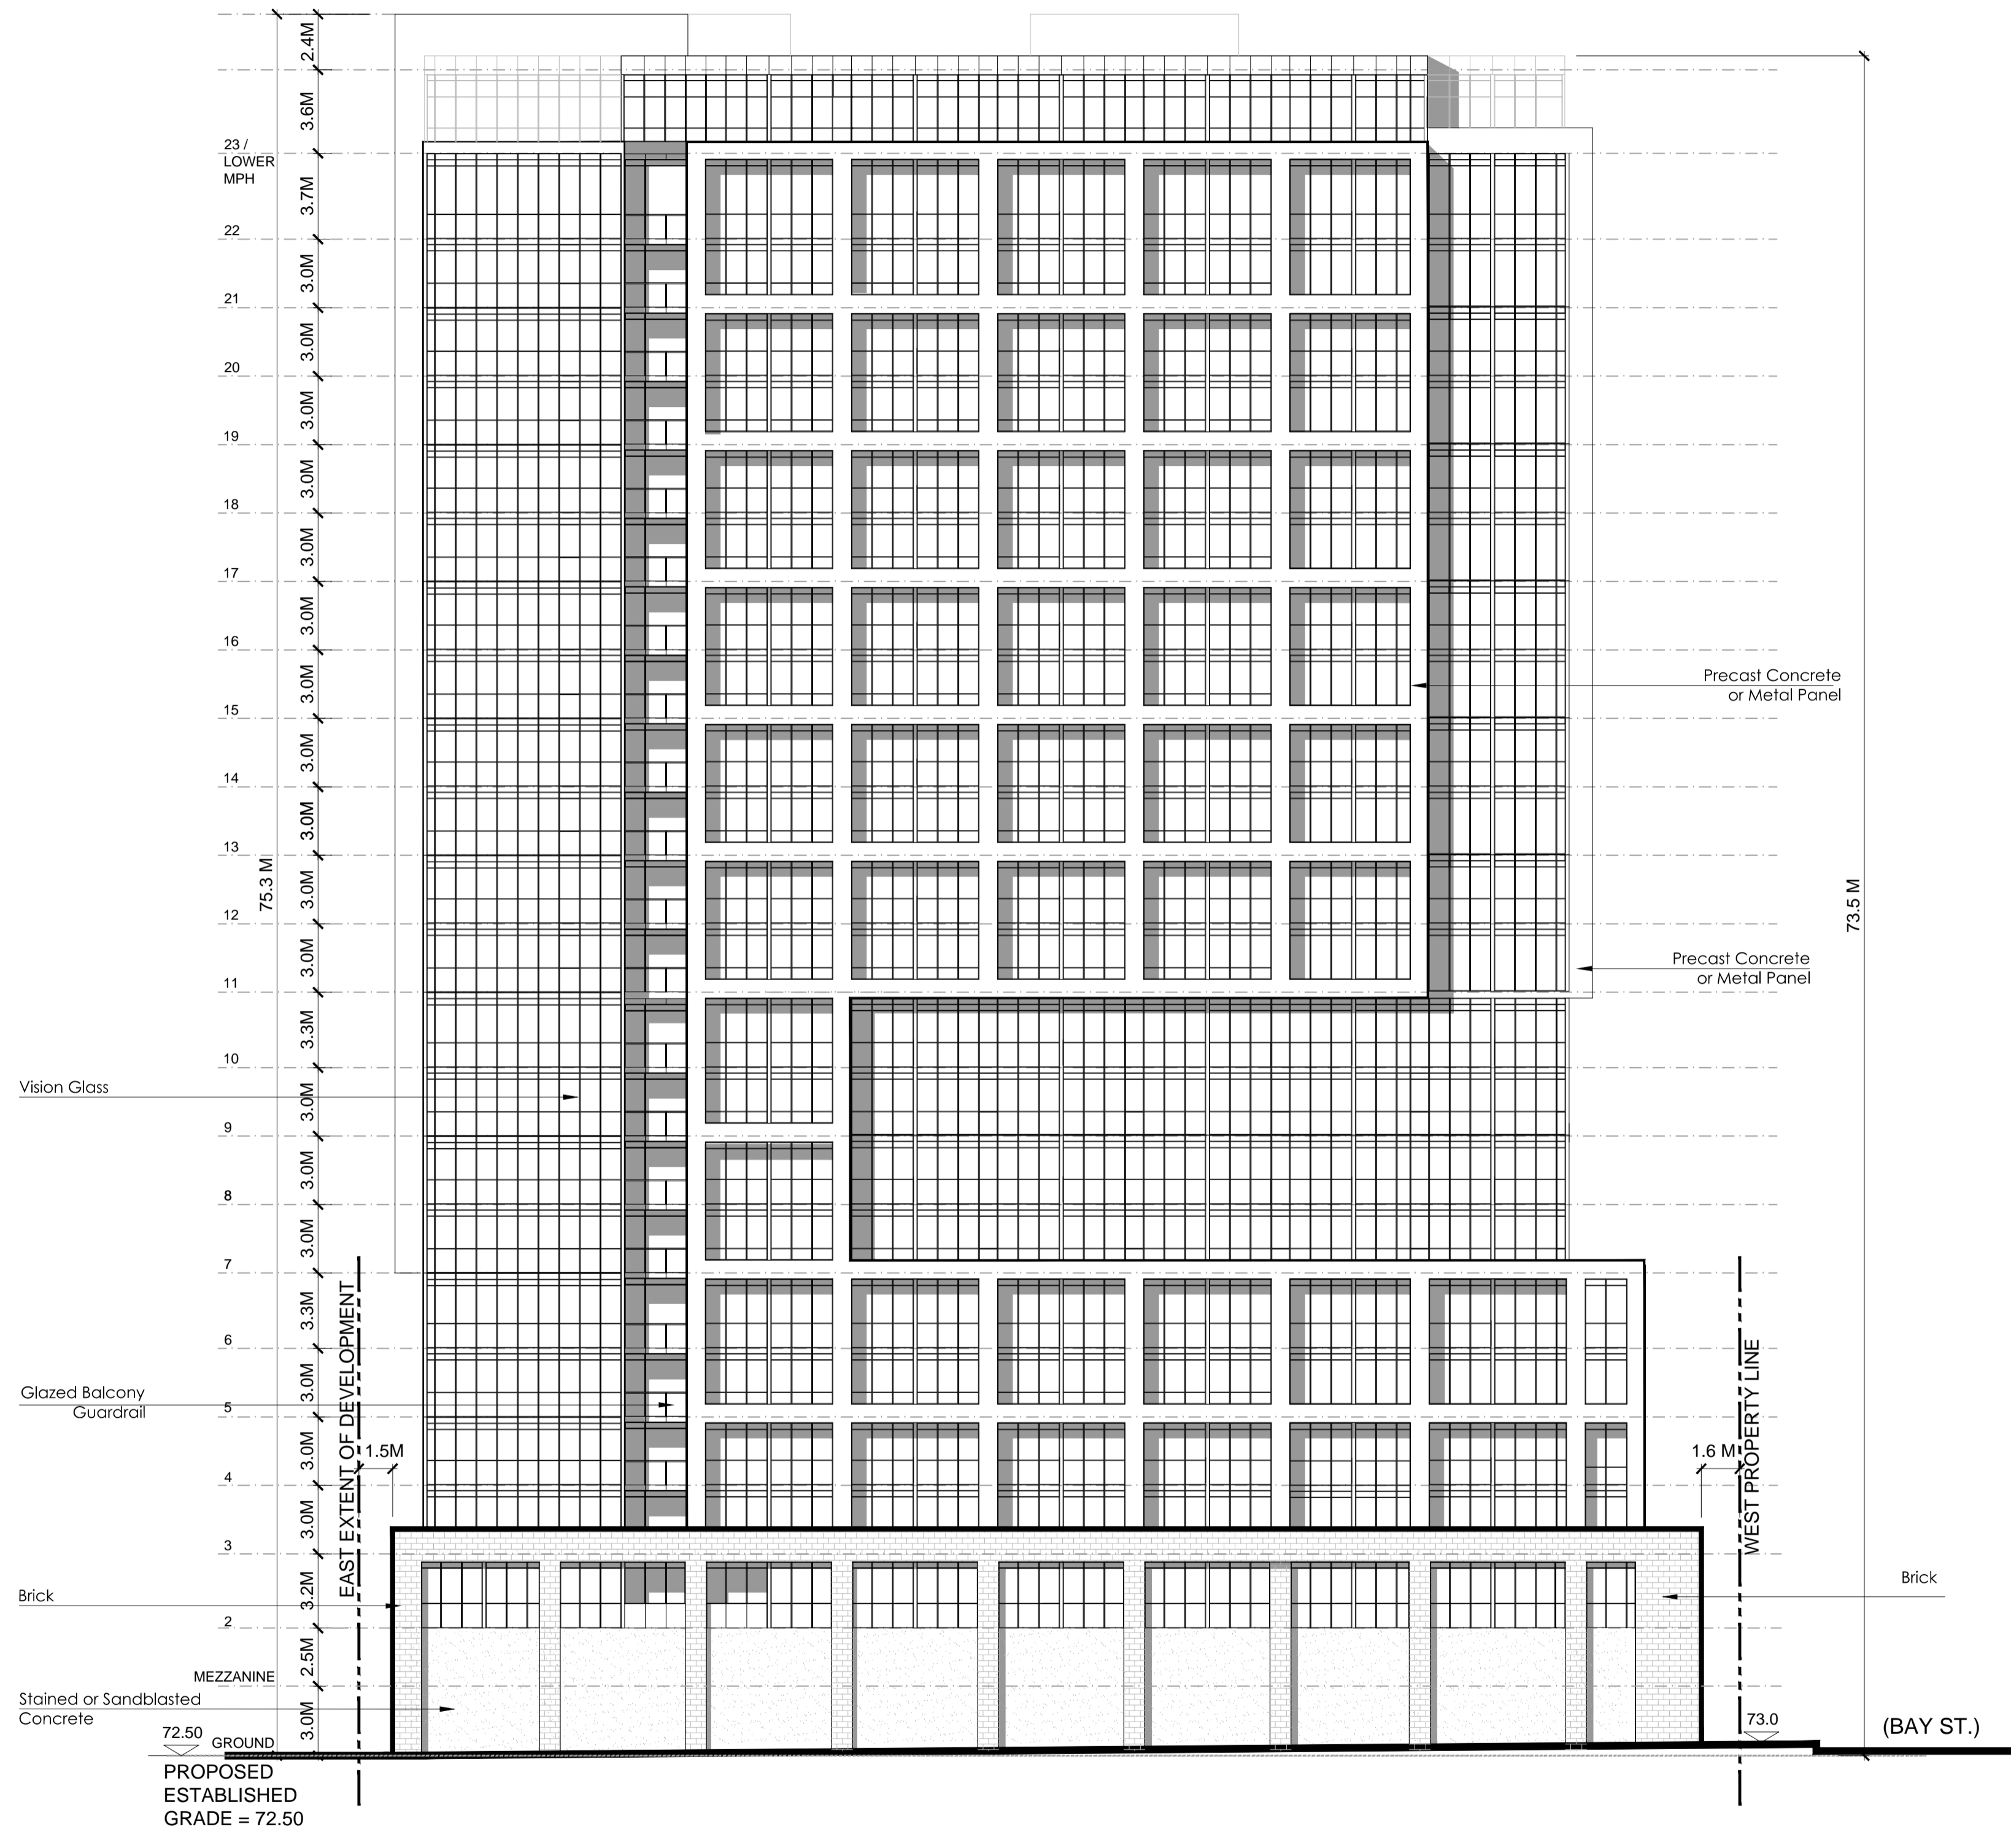 2.4M
3.6M
23 /
LOWER
MPH
3.7M
22
3.0M
21
3.0M
20
3.0M
19
3.0M
18
3.0M
17
3.0M
16
3.0M
15
3.0M
14
3.0M
13
3.0M
12
3.0M
11
3.3M
10
3.0M
9
3.0M
8
3.0M
7
3.3M
6
3.0M
5
3.0M
4
3.0M
3
3.2M
2
2.5M
MEZZANINE
3.0M
GROUND
75.3 M
73.5 M
Precast Concrete
or Metal Panel
Precast Concrete
or Metal Panel
Vision Glass
Glazed Balcony
Guardrail
EAST EXTENT OF DEVELOPMENT
1.5M
1.6 M
WEST PROPERTY LINE
Brick
Brick
Stained or Sandblasted
Concrete
72.50
PROPOSED
ESTABLISHED
GRADE = 72.50
73.0
(BAY ST.)